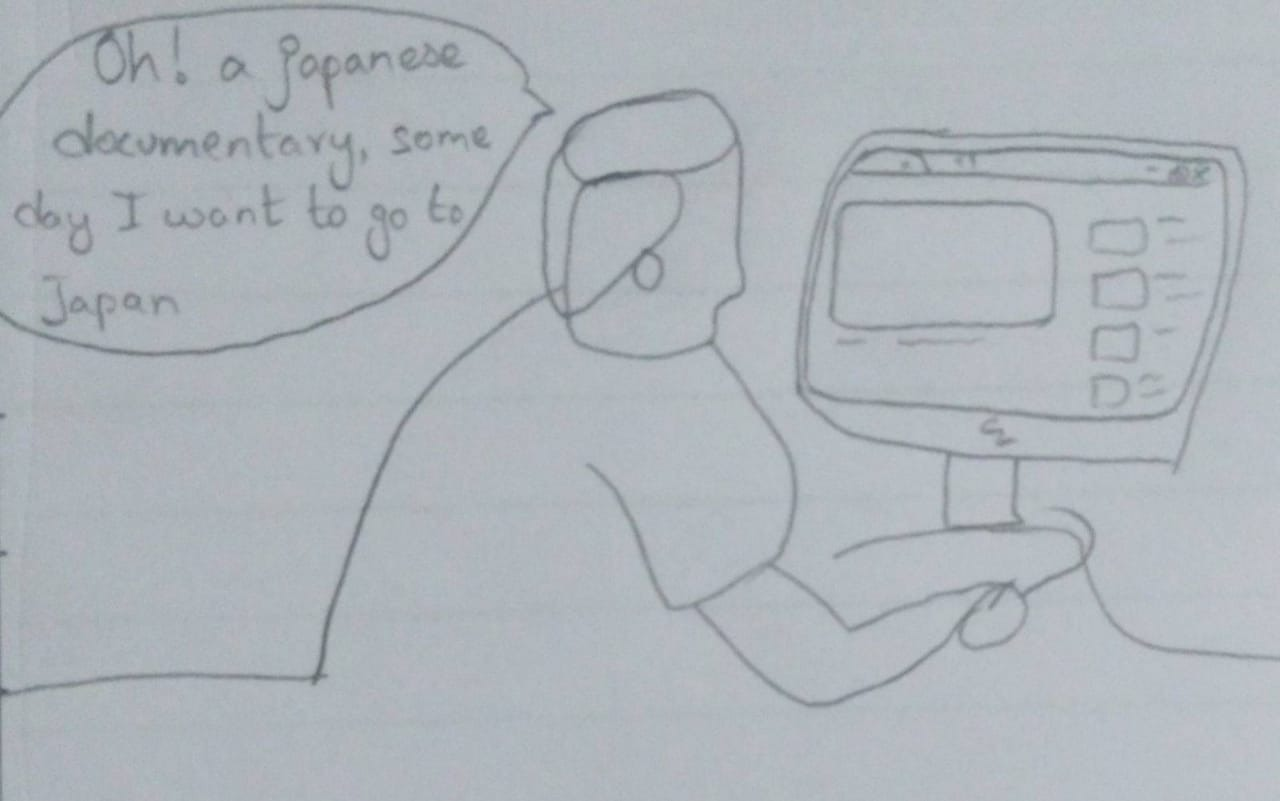 Oh! a Japanese
documentary, some
day I want to go to
Japan